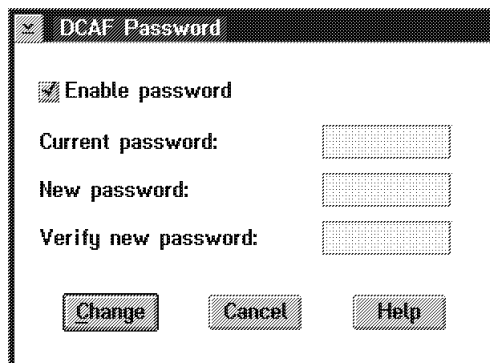 DCAF Password
Enable password
Current password:
New password:
Verify new password:
Change Cancel Help